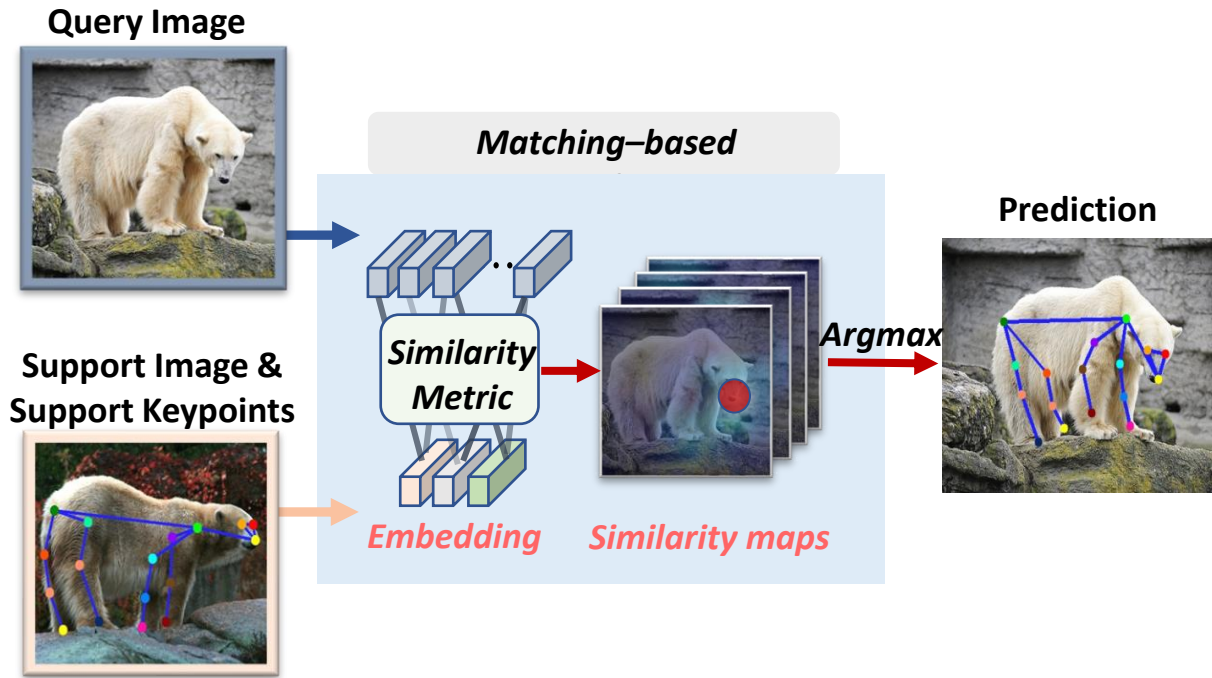 Query Image
Matching–based
Prediction
Support Image &
Support Keypoints
Similarity
Metric
Argmax
Embedding
Similarity maps